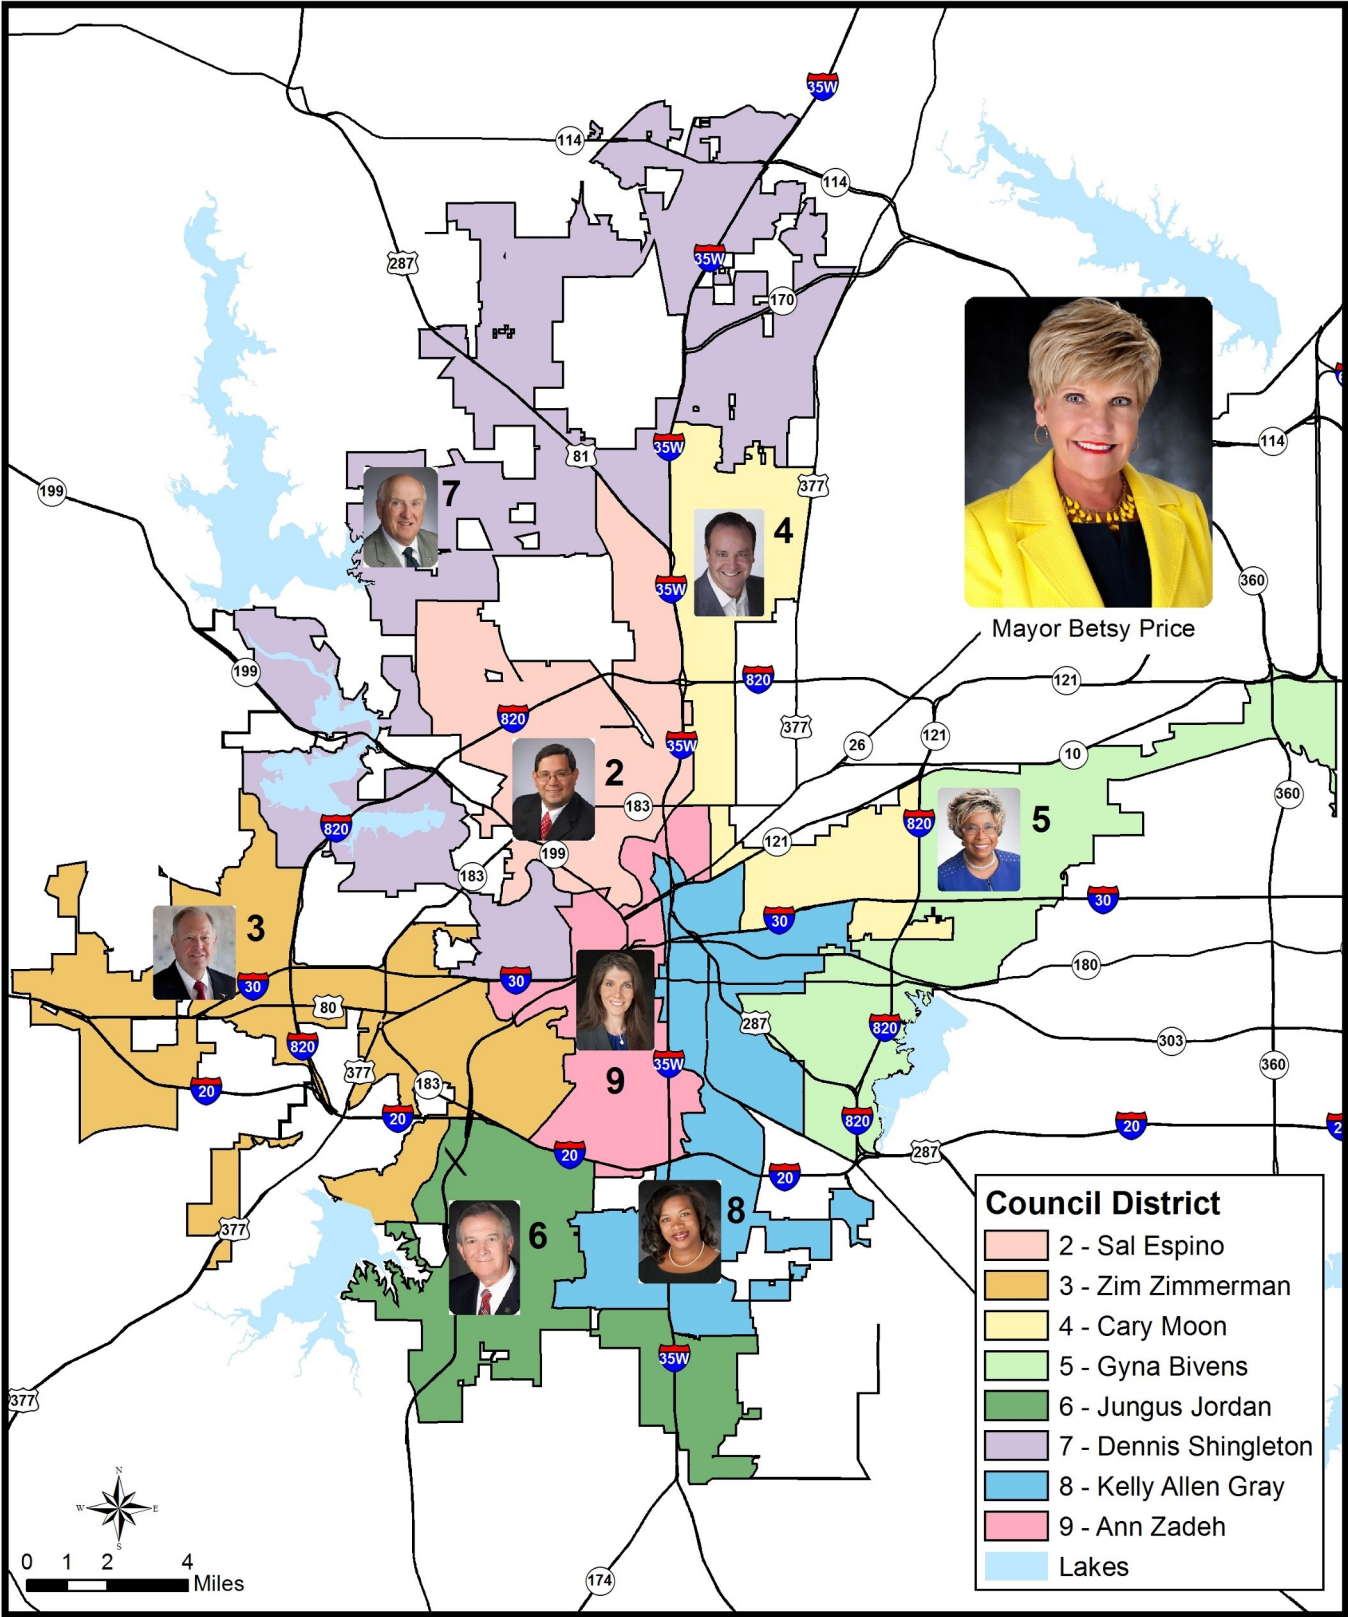 35W
114
114
287
35W
170
114
35W
81
377
199
7
4
360
35W
Mayor Betsy Price
199
820
121
820
377
35W
26
121
10
2
360
183
5
820
820
121
199
183
30
3
30
180
30
30
80
287
820
303
820
35W
360
377
9
183
20
20
820
20
2
20
287
20
8
377
6
Council District
2 - Sal Espino
3 - Zim Zimmerman
4 - Cary Moon
35W
5 - Gyna Bivens
377
6 - Jungus Jordan
7 - Dennis Shingleton
8 - Kelly Allen Gray
9 - Ann Zadeh
Lakes
N
W E
S
0 1 2 4
Miles
174